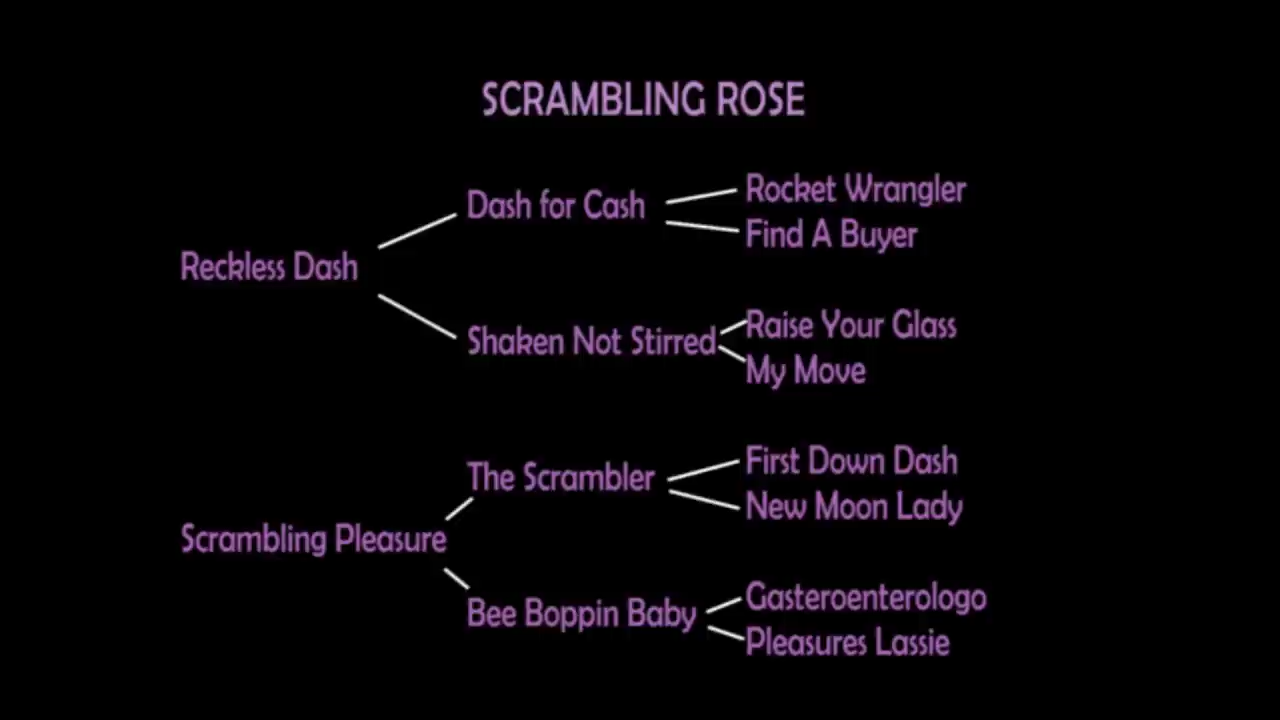 SCRAMBLING ROSE
Rocket Wrangler
Dash for Cash
Find A Buyer
Reckless Dash
Raise Your Glass
Shaken Not Stirred
My Move
First Down Dash
The Scrambler
New Moon Lady
Scrambling Pleasure
Gasteroenterologo
Bee Boppin Baby
Pleasures Lassie